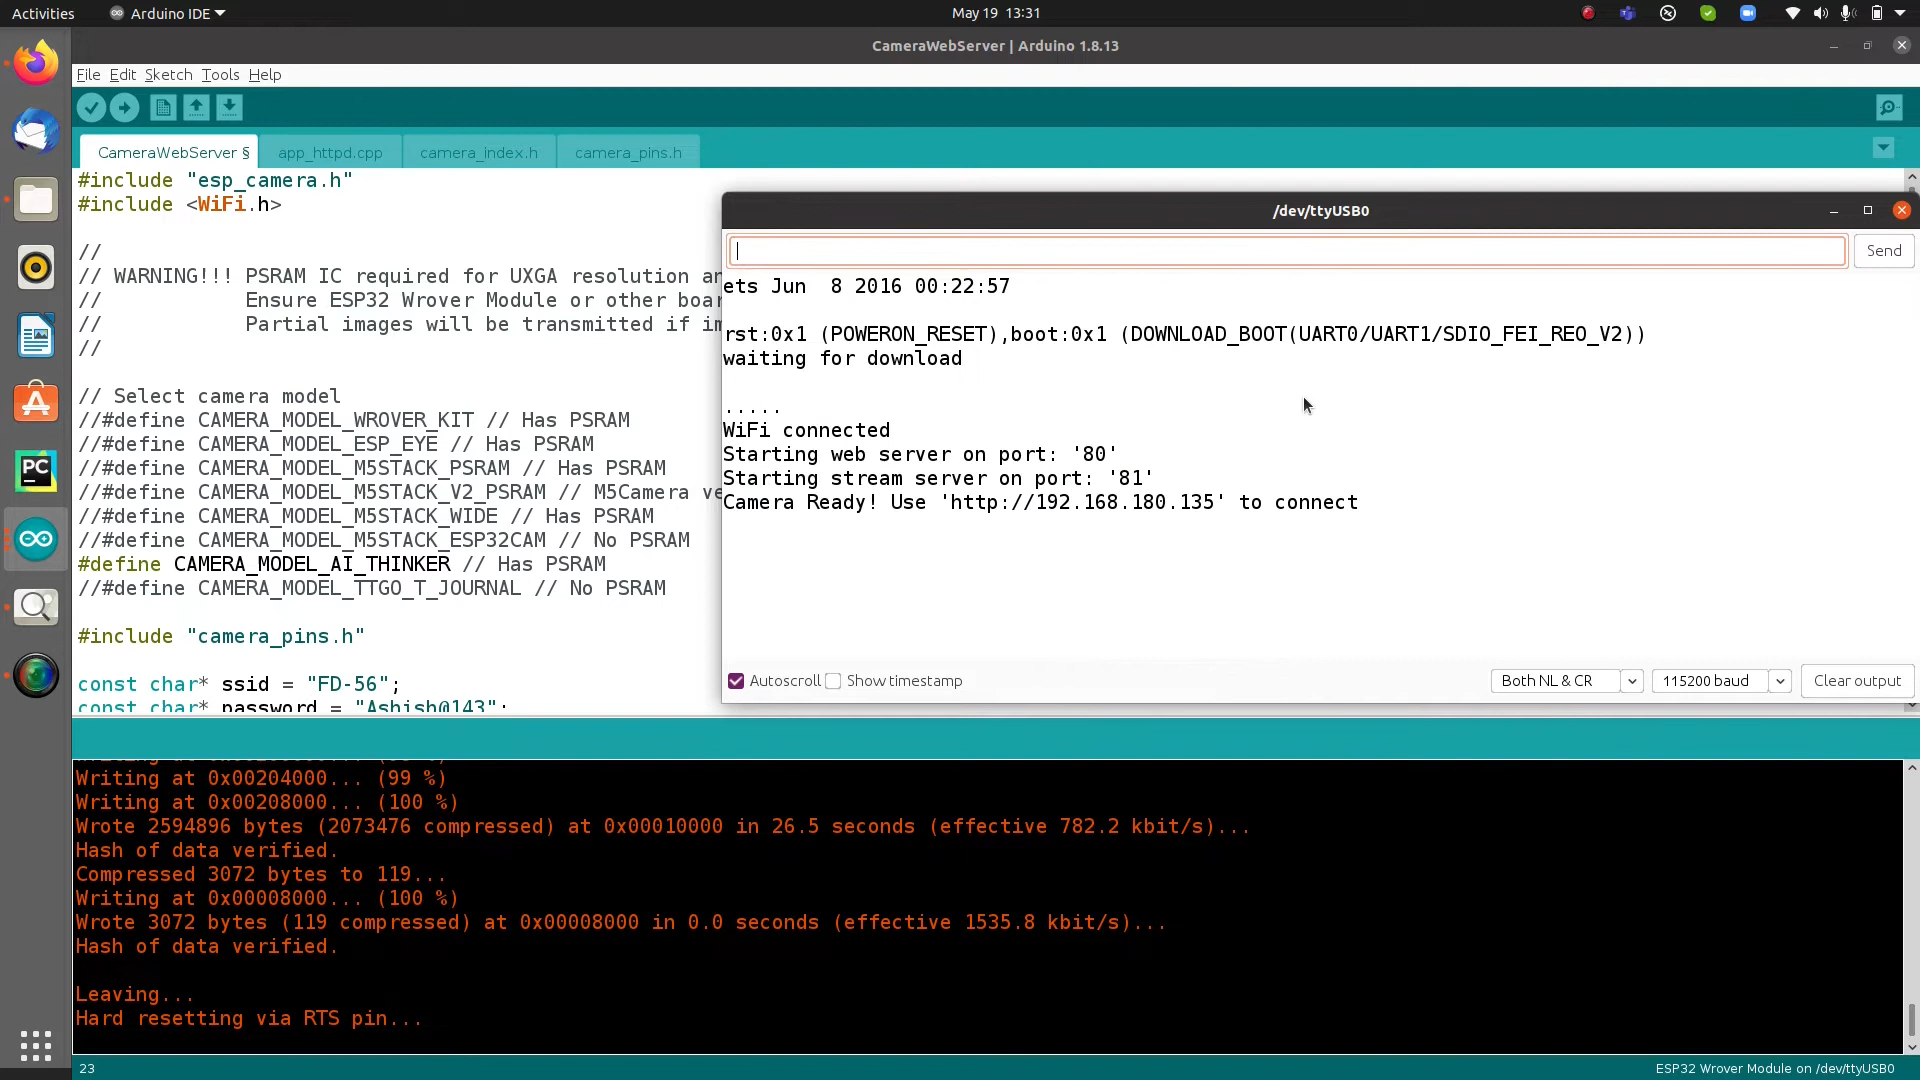 Activities
Arduino IDE
May 19 13:31
CameraWebServer | Arduino 1.8.13
File Edit Sketch Tools Help
CameraWebServer § app_httpd.cpp camera_index.h camera_pins.h
#include "esp_camera.h"
#include <WiFi.h>
//
// WARNING!!! PSRAM IC required for UXGA resolution
// Ensure ESP32 Wrover Module or other
// Partial images will be transmitted if
//
// Select camera model
//#define CAMERA_MODEL_WROVER_KIT // Has PSRAM
//#define CAMERA_MODEL_ESP_EYE // Has PSRAM
//#define CAMERA_MODEL_M5STACK_PSRAM // Has PSRAM
//#define CAMERA_MODEL_M5STACK_V2_PSRAM // M5Camera
//#define CAMERA_MODEL_M5STACK_WIDE // Has PSRAM
//#define CAMERA_MODEL_M5STACK_ESP32CAM // No PSRAM
#define CAMERA_MODEL_AI_THINKER // Has PSRAM
//#define CAMERA_MODEL_TTGO_T_JOURNAL // No PSRAM
#include "camera_pins.h"
const char* ssid = "FD-56";
const char* password = "Ashish@143";
/dev/ttyUSB0
Send
ets Jun  8 2016 00:22:57
rst:0x1 (POWERON_RESET),boot:0x1 (DOWNLOAD_BOOT(UART0/UART1/SDIO_FEI_REO_V2))
waiting for download
.....
WiFi connected
Starting web server on port: '80'
Starting stream server on port: '81'
Camera Ready! Use 'http://192.168.180.135' to connect
Autoscroll Show timestamp
Both NL & CR
115200 baud
Clear output
Writing at 0x00204000... (99 %)
Writing at 0x00208000... (100 %)
Wrote 2594896 bytes (2073476 compressed) at 0x00010000 in 26.5 seconds (effective 782.2 kbit/s)...
Hash of data verified.
Compressed 3072 bytes to 119...
Writing at 0x00008000... (100 %)
Wrote 3072 bytes (119 compressed) at 0x00008000 in 0.0 seconds (effective 1535.8 kbit/s)...
Hash of data verified.
Leaving...
Hard resetting via RTS pin...
23
ESP32 Wrover Module on /dev/ttyUSB0
PC